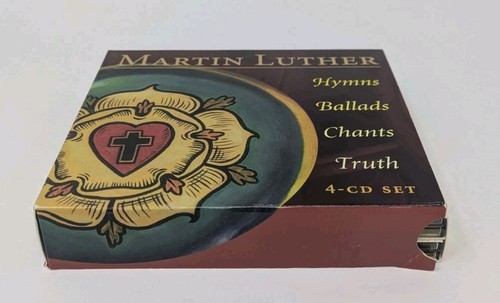 MARTIN LUTHER
Hymns
Ballads
Chants
Truth
4-CD SET